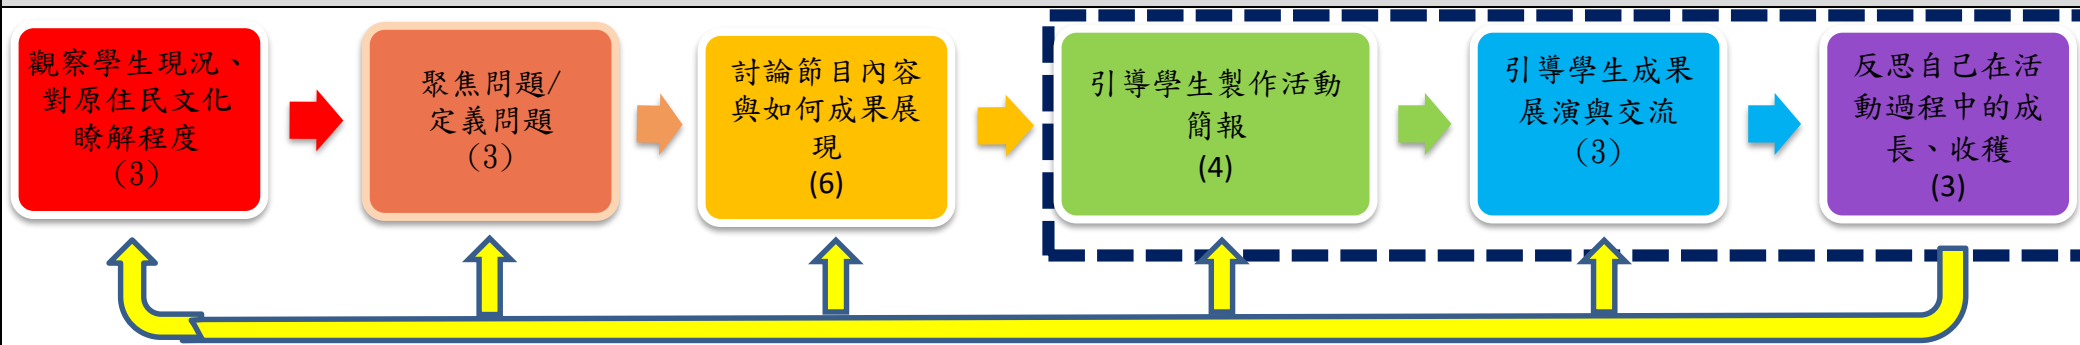 觀察學生現況、
對原住民文化
瞭解程度
(3)
聚焦問題/
定義問題
(3)
討論節目內容
與如何成果展
現
(6)
引導學生製作活動
簡報
(4)
引導學生成果
展演與交流
(3)
反思自己在活
動過程中的成
長、收穫
(3)